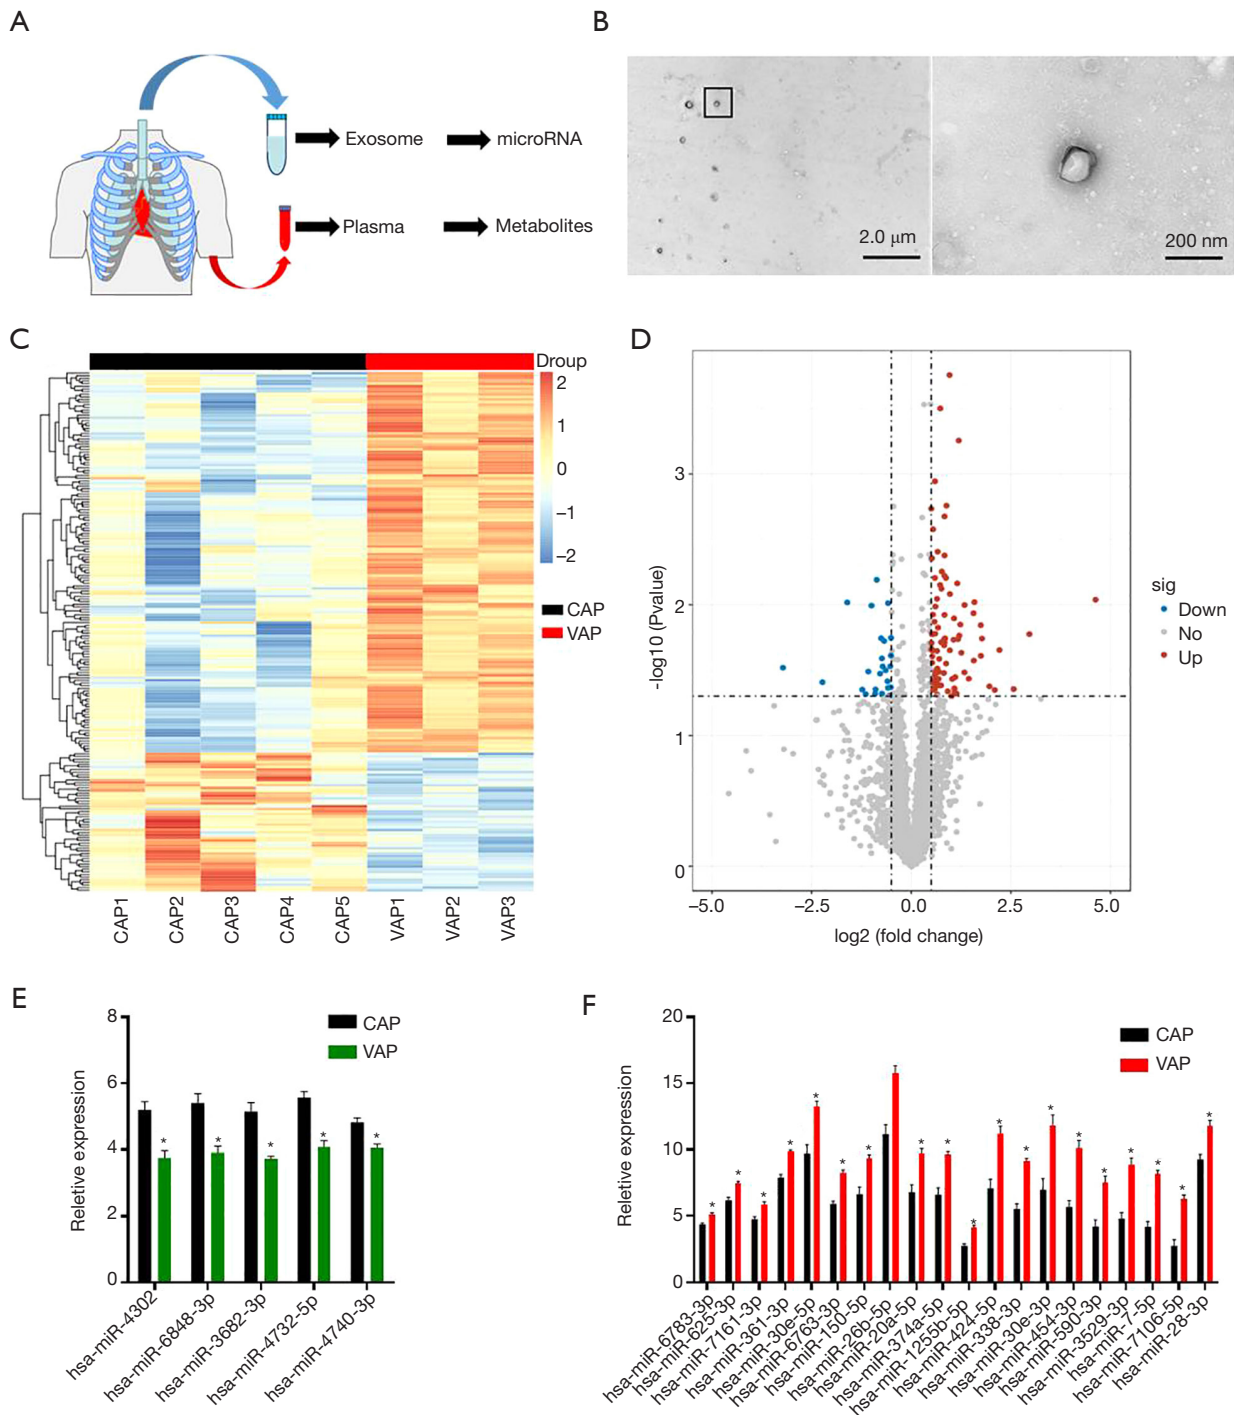 A
Exosome
microRNA
Plasma
Metabolites
B
2.0 μm
200 nm
C
Droup
2
1
0
−1
−2
CAP
VAP
CAP1
CAP2
CAP3
CAP4
CAP5
VAP1
VAP2
VAP3
D
-log10 (Pvalue)
3
2
1
0
−5.0
−2.5
0.0
2.5
5.0
log2 (fold change)
sig
Down
No
Up
E
Reletive expression
8
6
4
2
0
CAP
VAP
* * * * *
hsa-miR-4302
hsa-miR-6848-3p
hsa-miR-3682-3p
hsa-miR-4732-5p
hsa-miR-4740-3p
F
Reletive expression
20
15
10
5
0
CAP
VAP
* * * * * * * * * * * * * * * * * * *
hsa-miR-6783-3p
hsa-miR-625-3p
hsa-miR-7161-3p
hsa-miR-361-3p
hsa-miR-30e-5p
hsa-miR-6763-3p
hsa-miR-150-5p
hsa-miR-26b-5p
hsa-miR-20a-5p
hsa-miR-374a-5p
hsa-miR-1255b-5p
hsa-miR-424-5p
hsa-miR-338-3p
hsa-miR-30e-3p
hsa-miR-454-3p
hsa-miR-590-3p
hsa-miR-3529-3p
hsa-miR-7-5p
hsa-miR-7106-5p
hsa-miR-28-3p